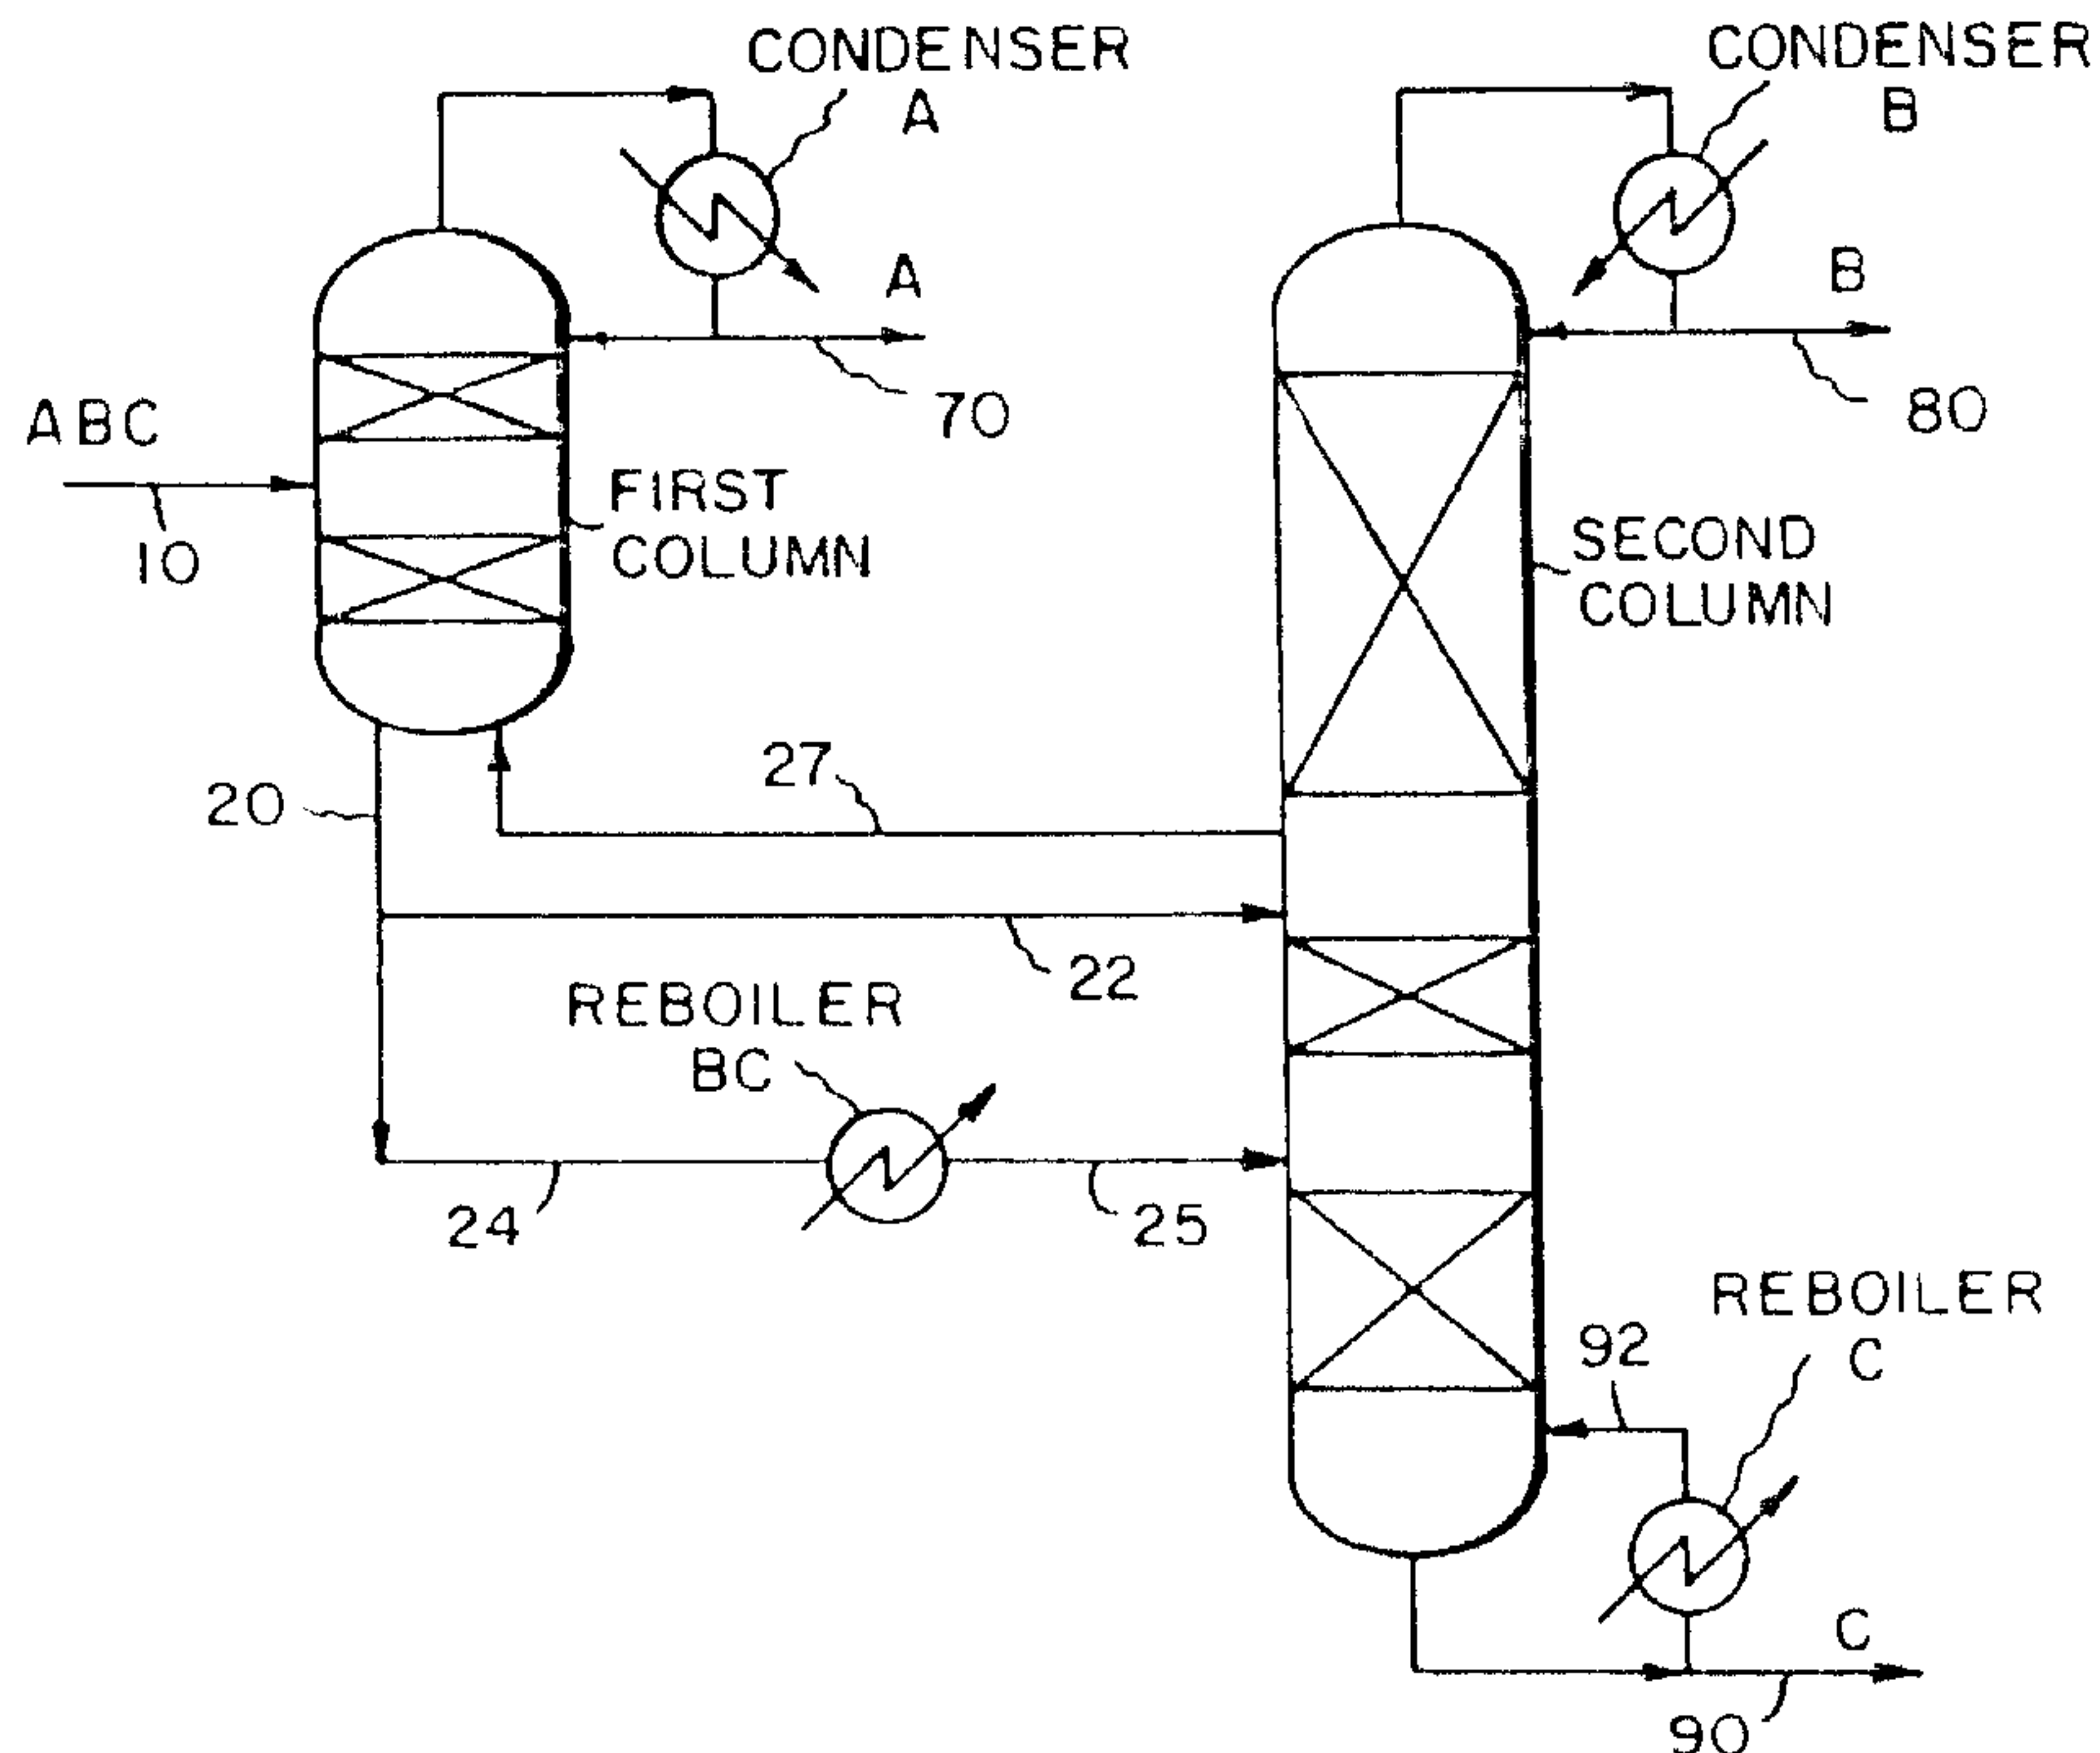 CONDENSER
A
CONDENSER
B
A
B
70
80
ABC
10
FIRST
COLUMN
SECOND
COLUMN
27
20
22
REBOILER
BC
24
25
REBOILER
C
92
C
90